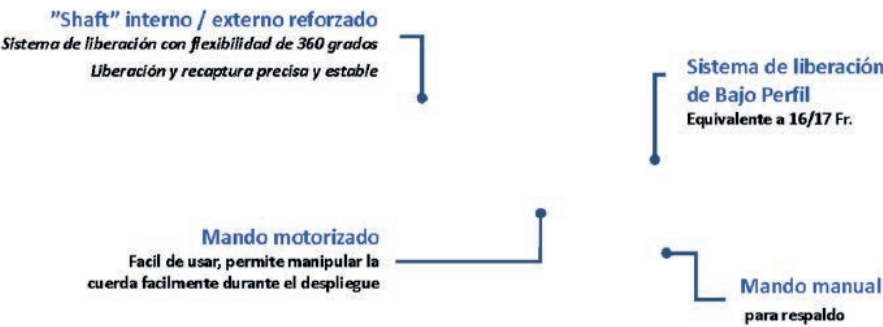 ”Shaft” interno / externo reforzado
Sistema de liberación con flexibilidad de 360 grados
Liberación y recaptura precisa y estable
Sistema de liberación
de Bajo Perfil
Equivalente a 16/17 Fr.
Mando motorizado
Facil de usar, permite manipular la
cuerda facilmente durante el despliegue
Mando manual
para respaldo